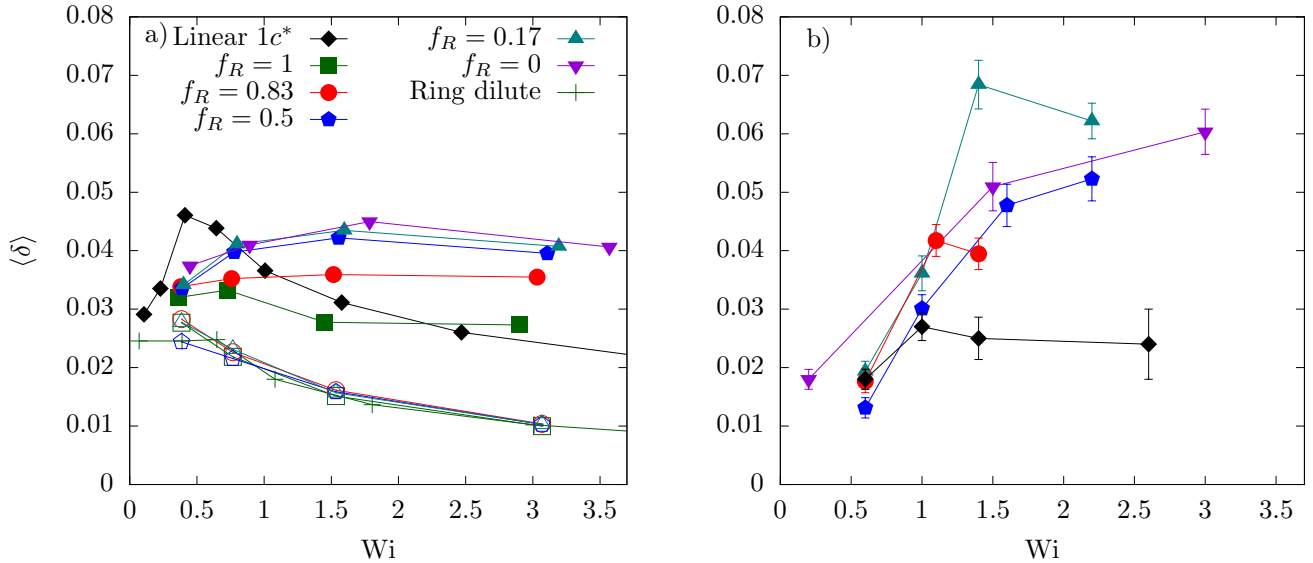 a) Linear 1c*
f_R = 1
f_R = 0.83
f_R = 0.5
f_R = 0.17
f_R = 0
Ring dilute
0.08
0.07
0.06
0.05
0.04
0.03
0.02
0.01
0
⟨δ⟩
0 0.5 1 1.5 2 2.5 3 3.5
Wi
b)
0.08
0.07
0.06
0.05
0.04
0.03
0.02
0.01
0
0 0.5 1 1.5 2 2.5 3 3.5
Wi